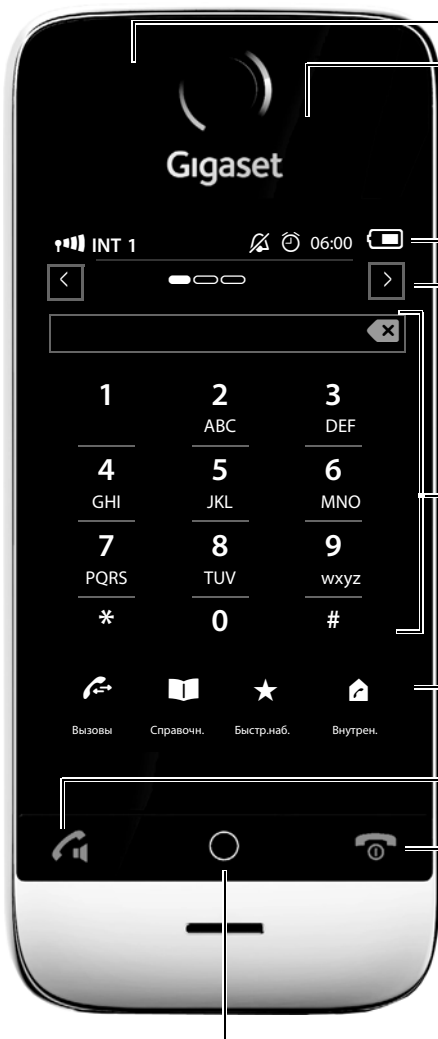 Gigaset
INT 1 06:00
1 2 3
ABC DEF
4 5 6
GHI JKL MNO
7 8 9
PQRS TUV wxyz
* 0 #
Вызовы Справочн. Быстр.наб. Внутрен.